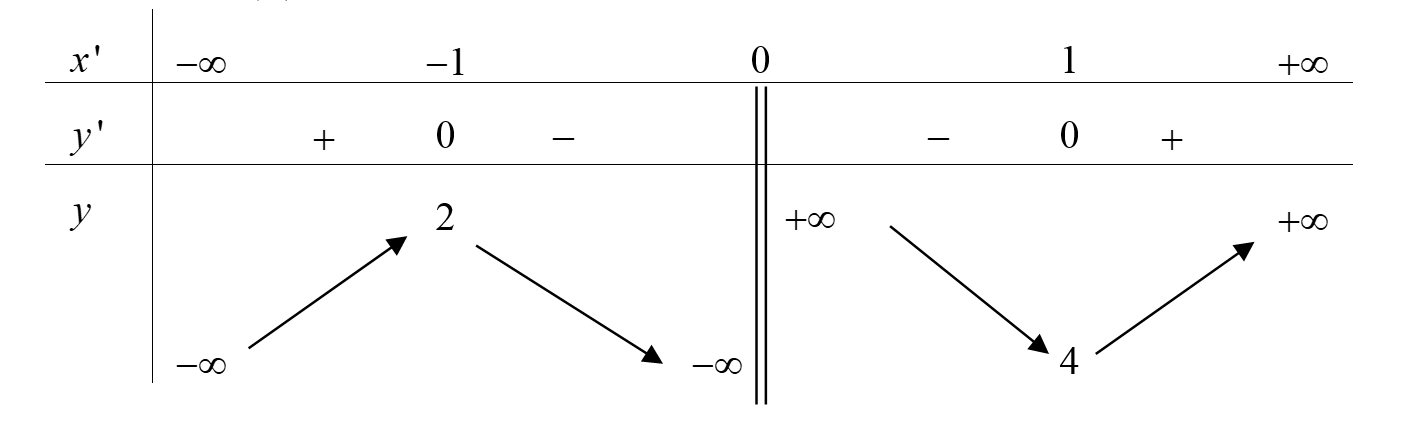 x' −∞ −1 0 1 +∞
y' + 0 − − 0 +
y 2 +∞ +∞
−∞ −∞ 4